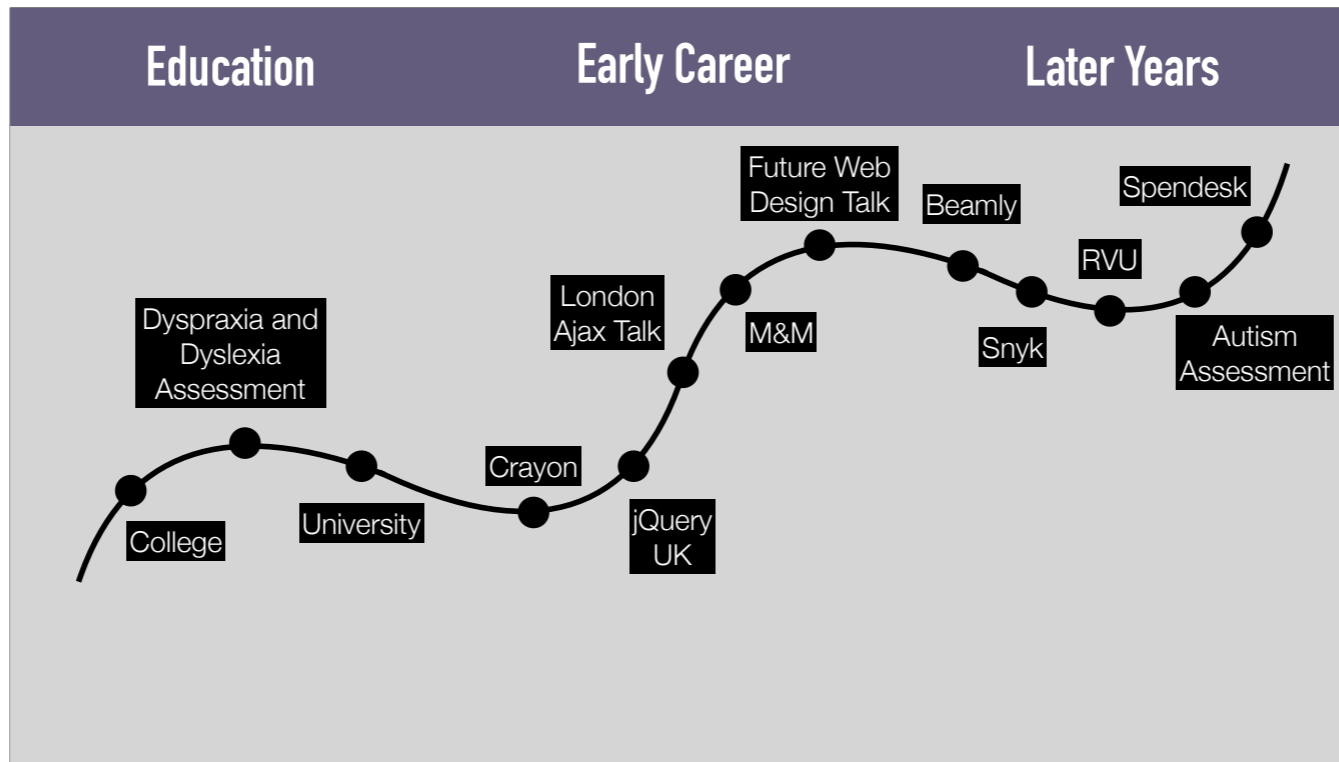 Education
Early Career
Later Years
College
Dyspraxia and
Dyslexia
Assessment
University
Crayon
jQuery
UK
London
Ajax Talk
M&M
Future Web
Design Talk
Beamly
Snyk
RVU
Autism
Assessment
Spendesk